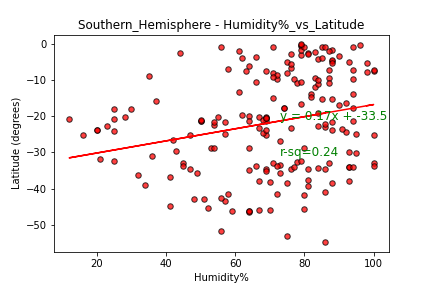 Southern_Hemisphere - Humidity%_vs_Latitude
0
−10
−20
−30
−40
−50
Latitude (degrees)
y = 0.17x + -33.5
r-sq=0.24
20
40
60
80
100
Humidity%